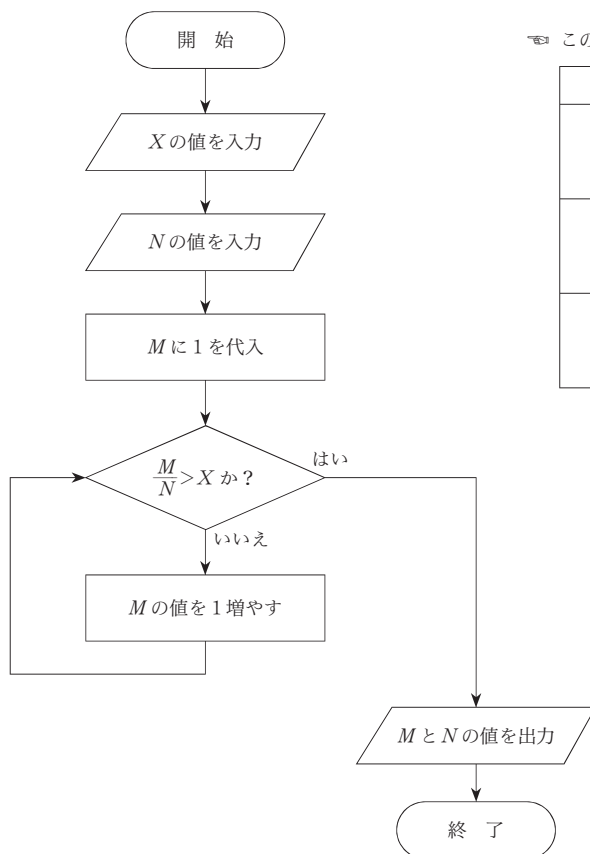 開 始
☜ この
Xの値を入力
Nの値を入力
Mに1を代入
M/N>Xか?
はい
いいえ
Mの値を1増やす
MとNの値を出力
終 了